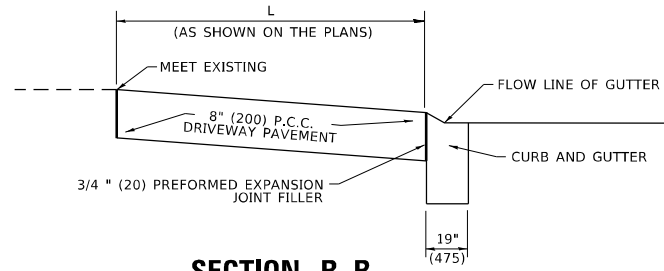 L
(AS SHOWN ON THE PLANS)
MEET EXISTING
FLOW LINE OF GUTTER
8" (200) P.C.C.
DRIVEWAY PAVEMENT
CURB AND GUTTER
3/4 " (20) PREFORMED EXPANSION
JOINT FILLER
19"
(475)